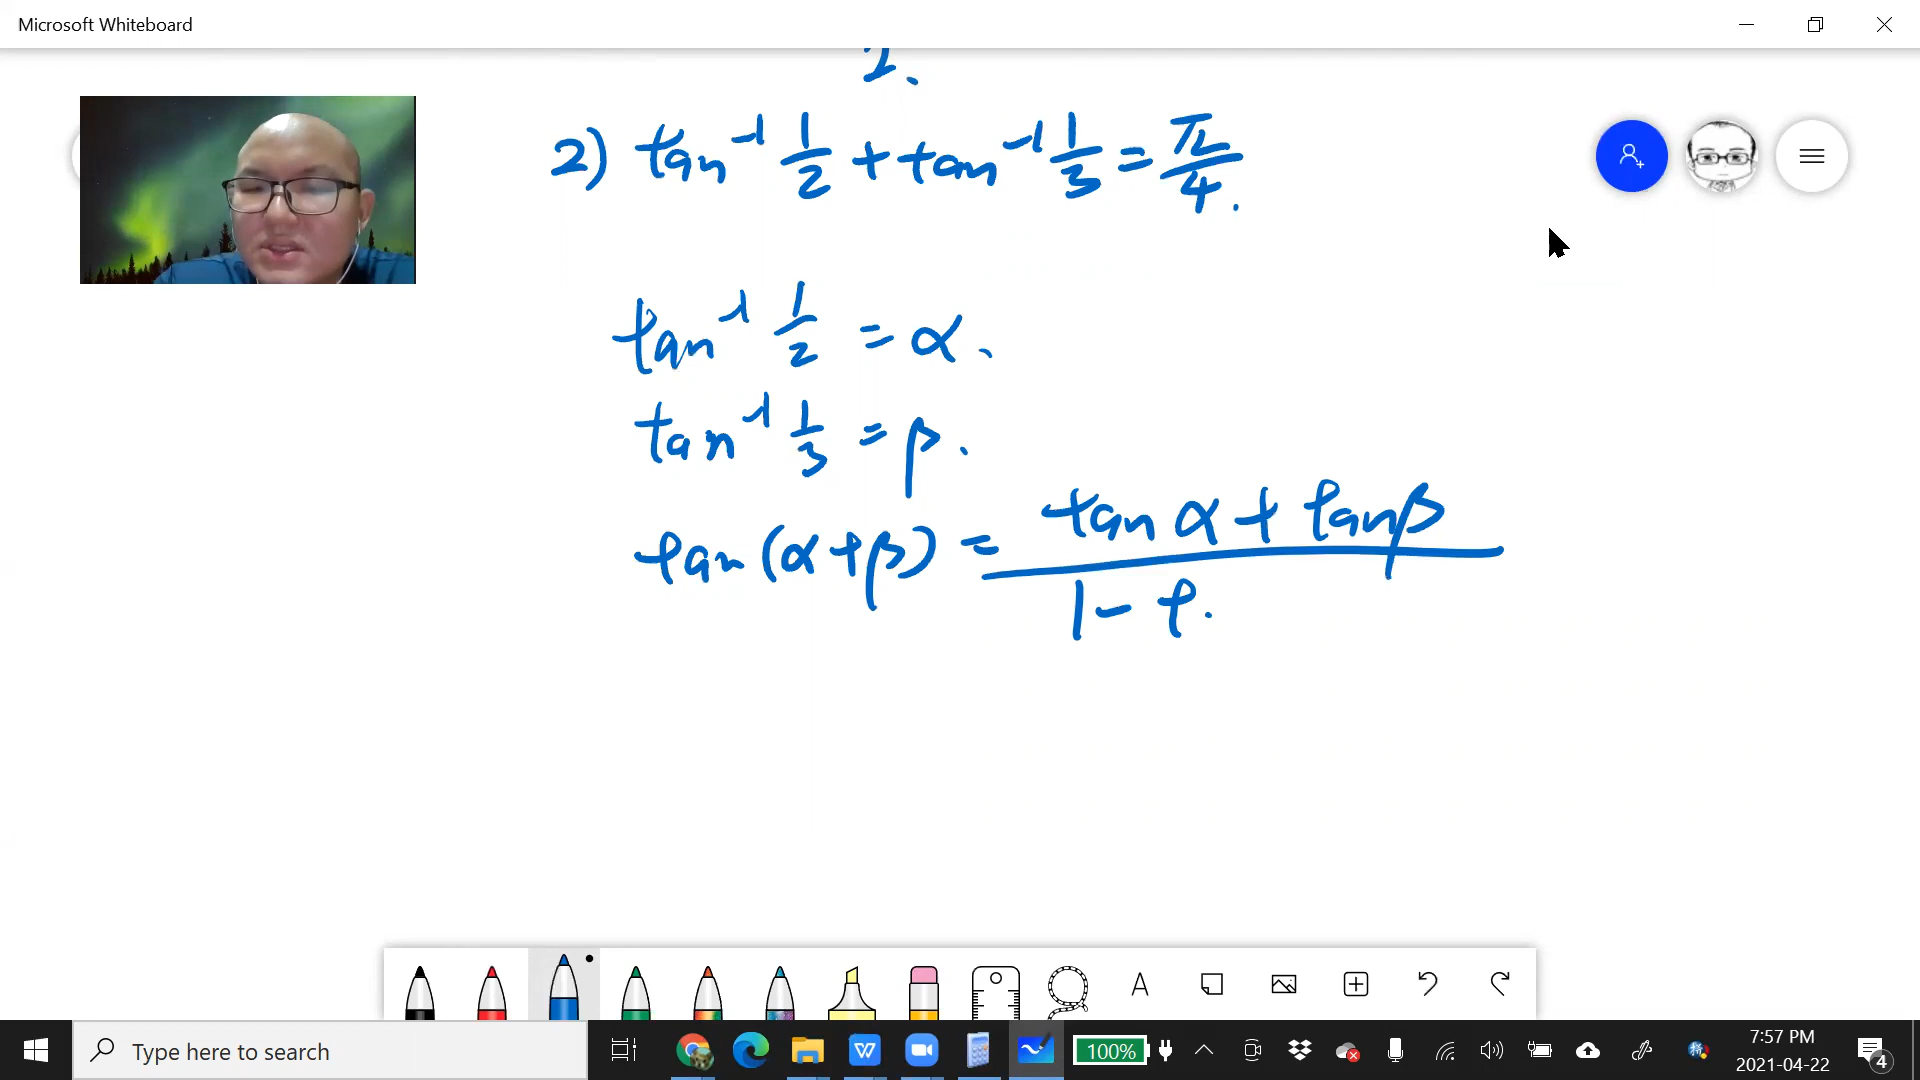 Microsoft Whiteboard
2) tan⁻¹ 1/2 + tan⁻¹ 1/3 = π/4.
tan⁻¹ 1/2 = α.
tan⁻¹ 1/3 = β.
tan (α+β) = (tan α + tan β)/(1 - t.
A
Type here to search
W
100%
7:57 PM
2021-04-22
4